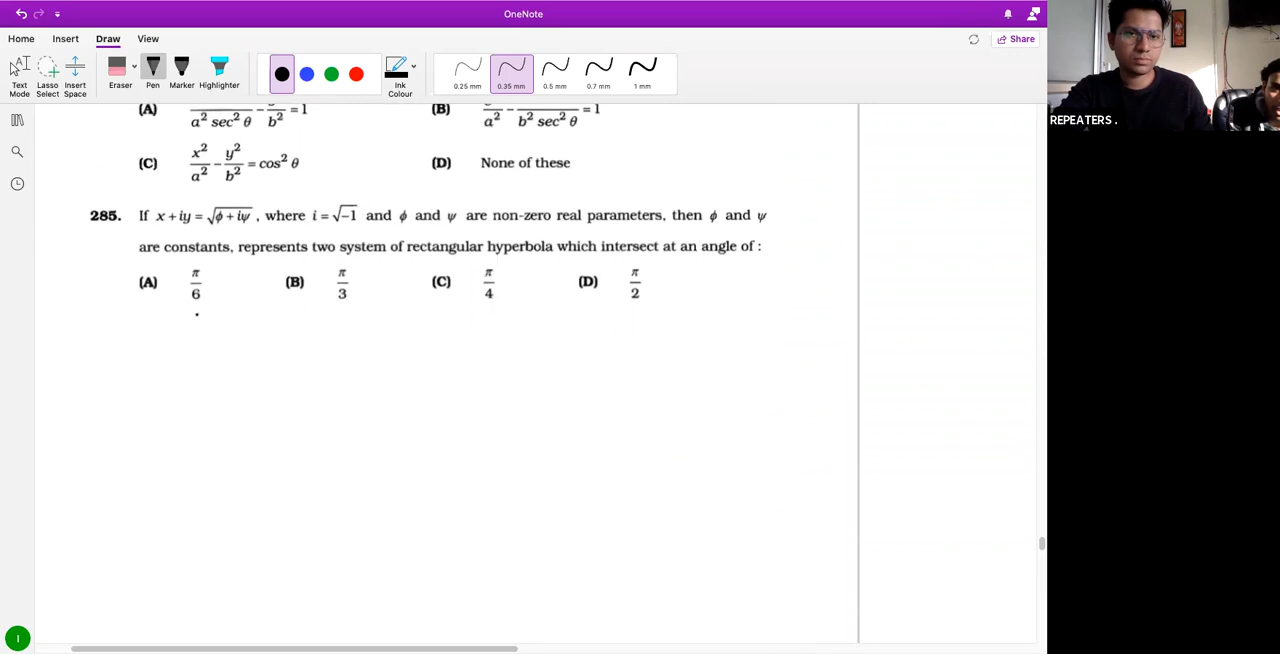 OneNote
Home Insert Draw View
Share
Text Mode
Lasso Select
Insert Space
Eraser
Pen
Marker
Highlighter
Ink Colour
0.25 mm
0.35 mm
0.5 mm
0.7 mm
1 mm
REPEATERS .
(A) a² sec² θ - b² = 1 (B) a² - b² sec² θ = 1
(C) x²/a² - y²/b² = cos² θ (D) None of these
285. If x + iy = √(ϕ + iψ) , where i = √−1 and ϕ and ψ are non-zero real parameters, then ϕ and ψ
are constants, represents two system of rectangular hyperbola which intersect at an angle of :
(A) π/6 (B) π/3 (C) π/4 (D) π/2
I